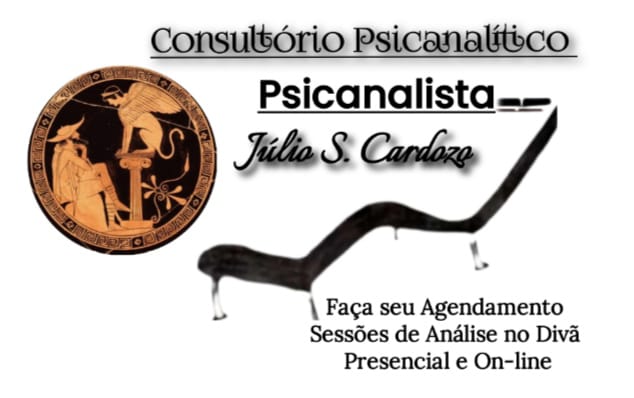 Consultório Psicanalítico
Psicanalista
Júlio S. Cardozo
Faça seu Agendamento
Sessões de Análise no Divã
Presencial e On-line